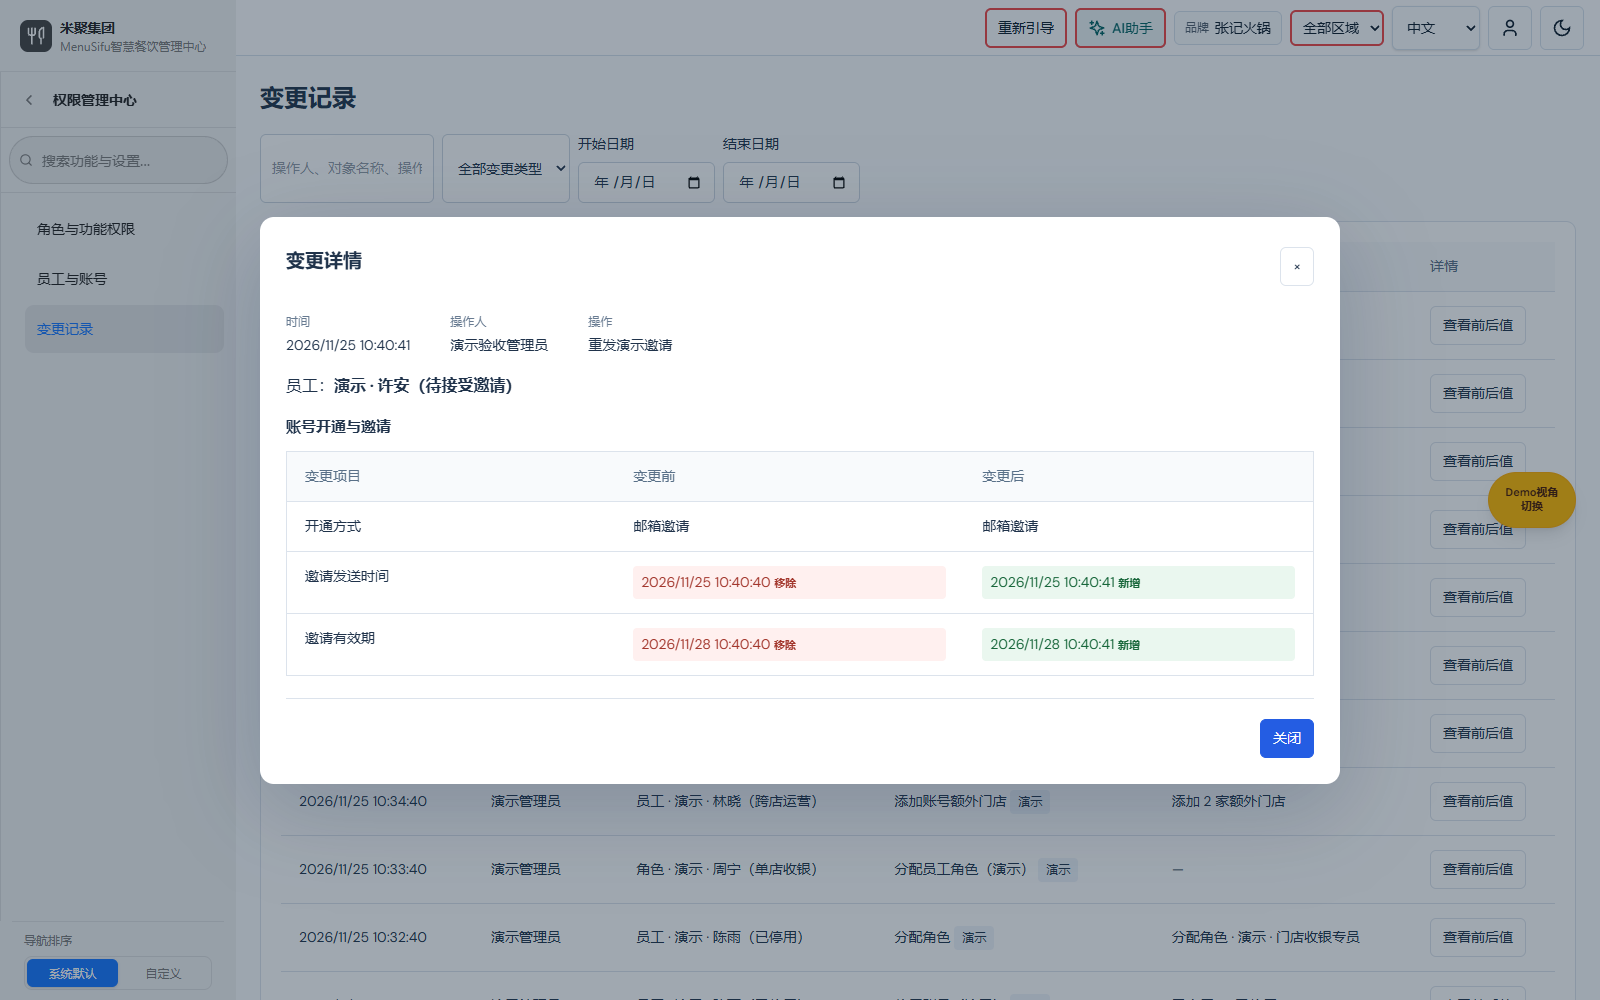 米聚集团
MenuSifu智慧餐饮管理中心
重新引导
AI助手
品牌 张记火锅
全部区域
中文
权限管理中心
搜索功能与设置...
角色与功能权限
员工与账号
变更记录
导航排序
系统默认
自定义
变更记录
操作人、对象名称、操作
全部变更类型
开始日期
年 /月/日
结束日期
年 /月/日
详情
查看前后值
查看前后值
查看前后值
查看前后值
查看前后值
查看前后值
查看前后值
Demo视角
切换
变更详情
×
时间
操作人
操作
2026/11/25 10:40:41
演示验收管理员
重发演示邀请
员工：演示 · 许安（待接受邀请）
账号开通与邀请
变更项目
变更前
变更后
开通方式
邮箱邀请
邮箱邀请
邀请发送时间
2026/11/25 10:40:40 移除
2026/11/25 10:40:41 新增
邀请有效期
2026/11/28 10:40:40 移除
2026/11/28 10:40:41 新增
关闭
2026/11/25 10:34:40
演示管理员
员工 · 演示 · 林晓（跨店运营）
添加账号额外门店 演示
添加 2 家额外门店
查看前后值
2026/11/25 10:33:40
演示管理员
角色 · 演示 · 周宁（单店收银）
分配员工角色（演示） 演示
—
查看前后值
2026/11/25 10:32:40
演示管理员
员工 · 演示 · 陈雨（已停用）
分配角色 演示
分配角色 · 演示 · 门店收银专员
查看前后值